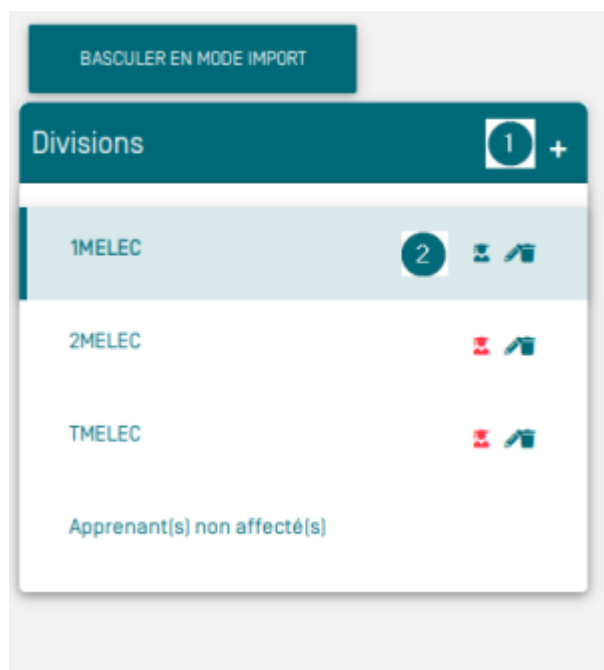 BASCULER EN MODE IMPORT
Divisions 1 +
1MELEC 2
2MELEC
TMELEC
Apprenant(s) non affecté(s)